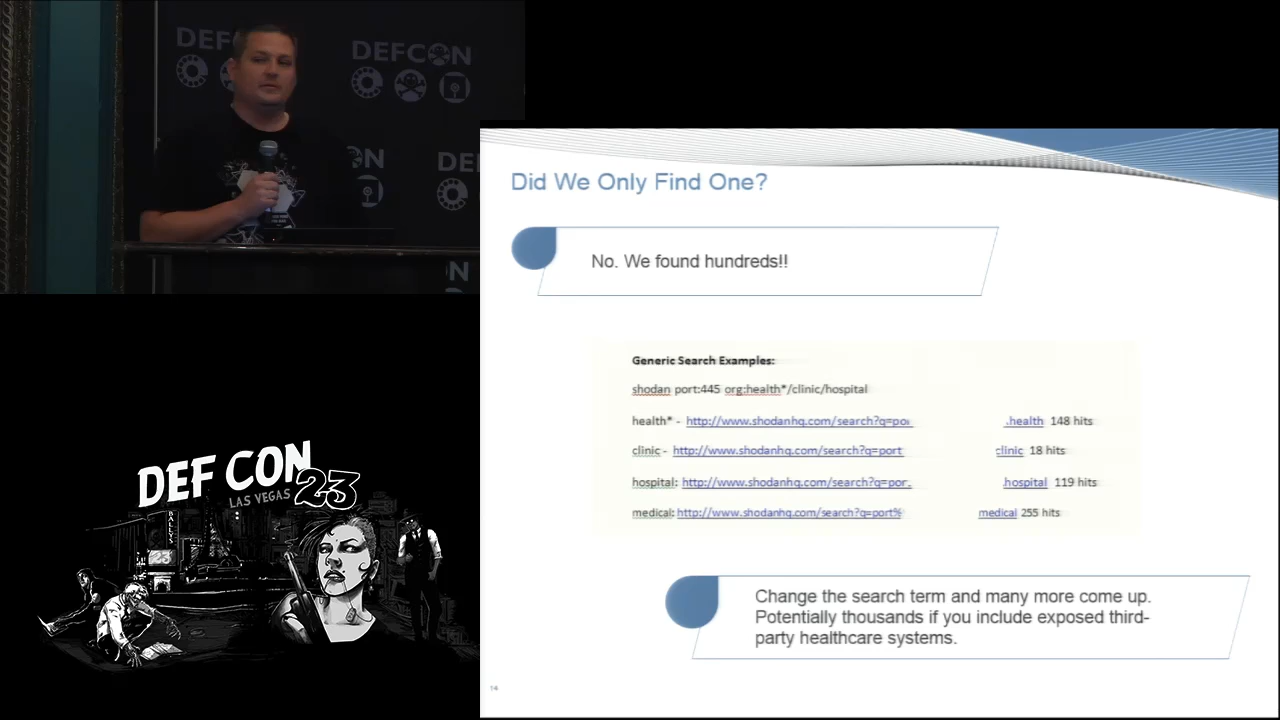 DEF
DEFCON
N
DEF
N
DEF CON
23
LAS VEGAS
BALLYS
Did We Only Find One?
No. We found hundreds!!
Generic Search Examples:
shodan port:445 org:health*/clinic/hospital
health* - http://www.shodanhq.com/search?q=po .health 148 hits
clinic - http://www.shodanhq.com/search?q=port clinic 18 hits
hospital: http://www.shodanhq.com/search?q=por .hospital 119 hits
medical: http://www.shodanhq.com/search?q=port% medical 255 hits
Change the search term and many more come up.
Potentially thousands if you include exposed third-
party healthcare systems.
14